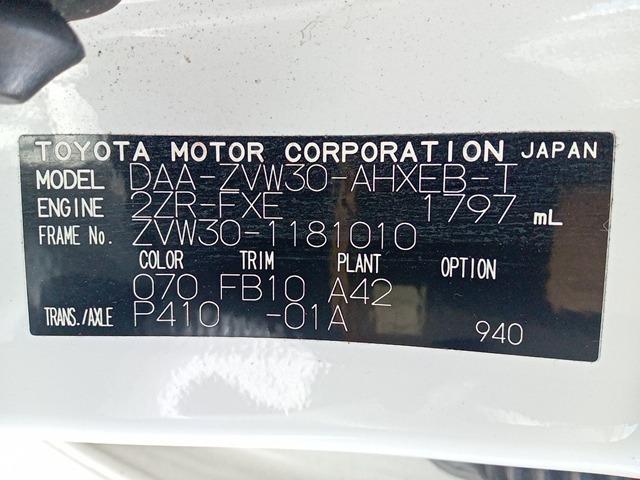 TOYOTA MOTOR CORPORATION JAPAN
MODEL DAA-ZVW30-AHXEB-T
ENGINE 2ZR-FXE 1797 mL
FRAME No. ZVW30-1181010
COLOR TRIM PLANT OPTION
070 FB10 A42
TRANS./AXLE P410 -01A 940